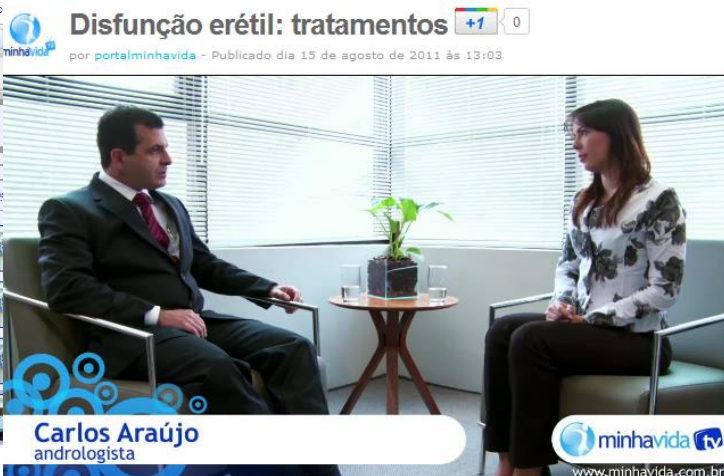 Disfunção erétil: tratamentos +1 0
minhavida tv
por portalminhavida - Publicado dia 15 de agosto de 2011 às 13:03
Carlos Araújo
andrologista
minhavida tv
www.minhavida.com.br